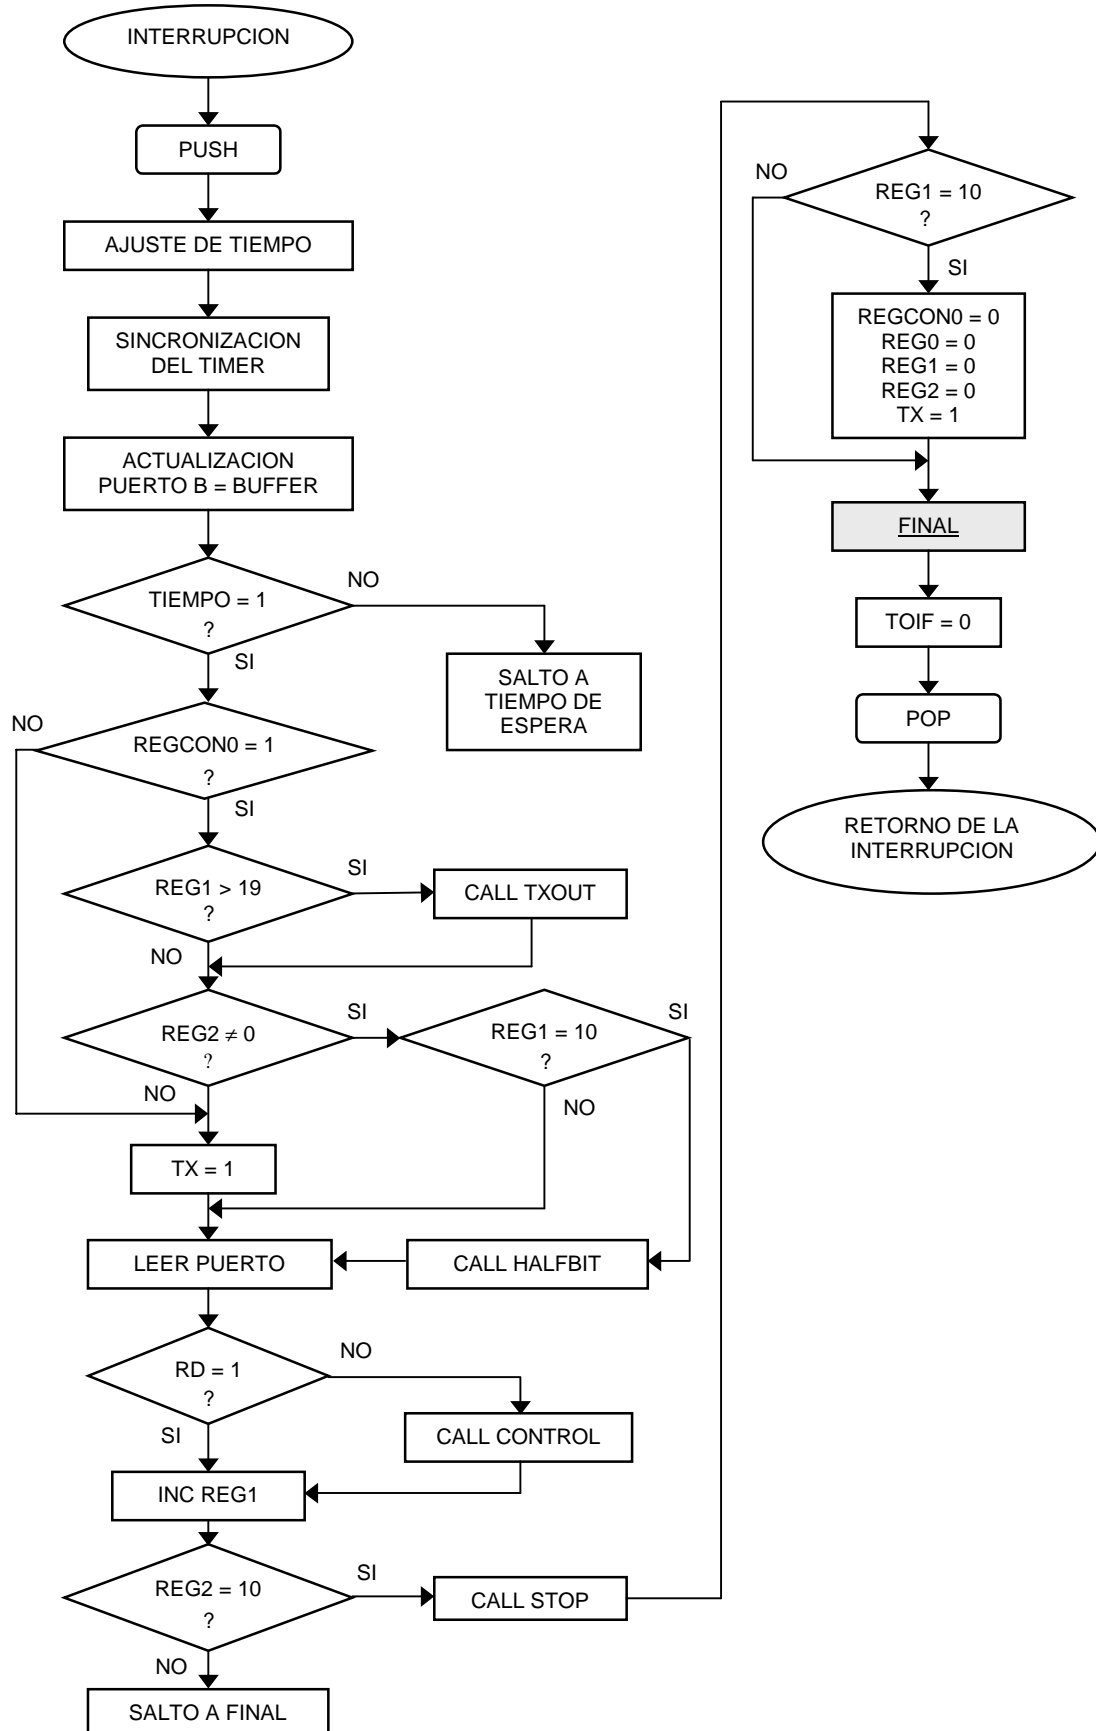 INTERRUPCION
PUSH
AJUSTE DE TIEMPO
SINCRONIZACION
DEL TIMER
ACTUALIZACION
PUERTO B = BUFFER
TIEMPO = 1
?
NO
SI
SALTO A
TIEMPO DE
ESPERA
NO
REGCON0 = 1
?
SI
REG1 > 19
?
SI
CALL TXOUT
NO
REG2 ≠ 0
?
SI
REG1 = 10
?
SI
NO
NO
TX = 1
LEER PUERTO
CALL HALFBIT
RD = 1
?
NO
SI
CALL CONTROL
INC REG1
REG2 = 10
?
SI
CALL STOP
NO
SALTO A FINAL
NO
REG1 = 10
?
SI
REGCON0 = 0
REG0 = 0
REG1 = 0
REG2 = 0
TX = 1
FINAL
TOIF = 0
POP
RETORNO DE LA
INTERRUPCION